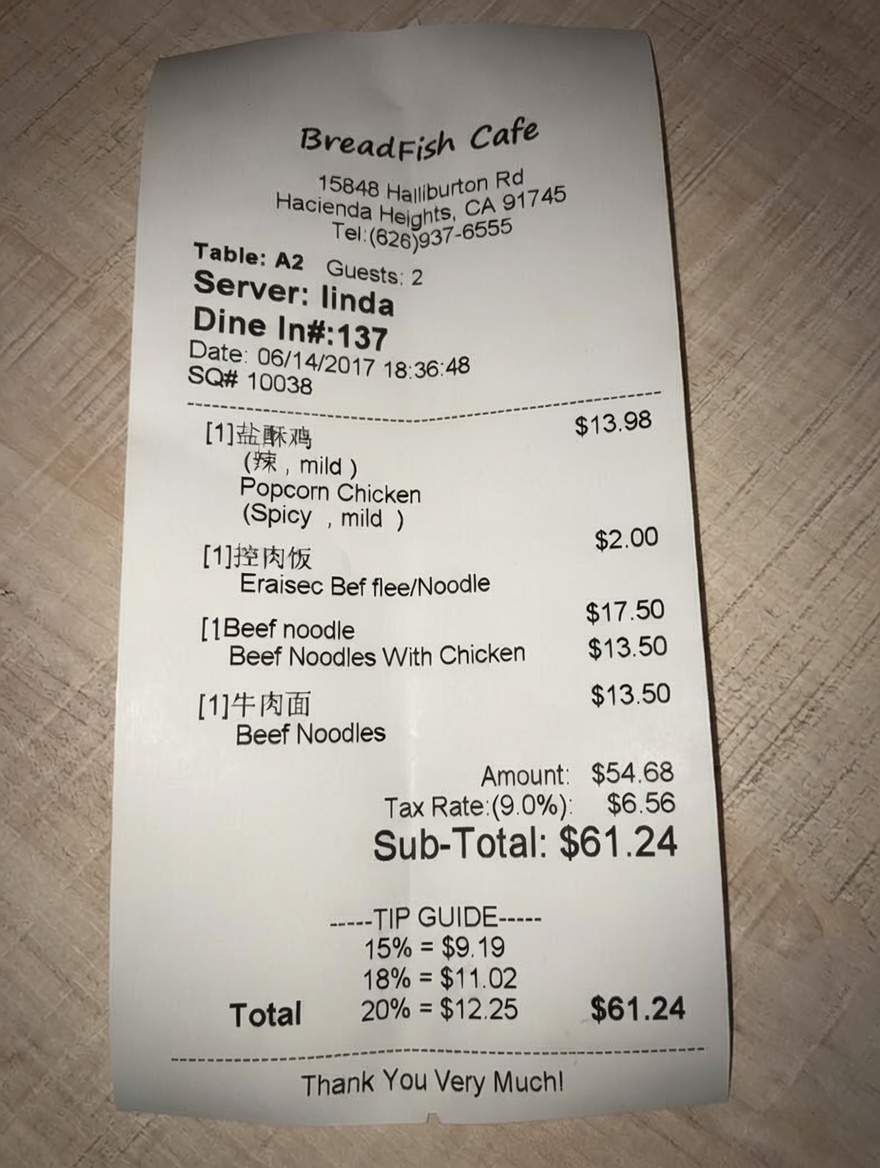 BreadFish Cafe
15848 Halliburton Rd
Hacienda Heights, CA 91745
Tel:(626)937-6555
Table: A2 Guests: 2
Server: linda
Dine In#:137
Date: 06/14/2017 18:36:48
SQ# 10038
[1]盐酥鸡 $13.98
(辣 , mild )
Popcorn Chicken
(Spicy , mild )
[1]控肉饭 $2.00
Eraisec Bef flee/Noodle
[1Beef noodle $17.50
Beef Noodles With Chicken $13.50
[1]牛肉面 $13.50
Beef Noodles
Amount: $54.68
Tax Rate:(9.0%): $6.56
Sub-Total: $61.24
-----TIP GUIDE-----
15% = $9.19
18% = $11.02
Total 20% = $12.25 $61.24
Thank You Very Much!